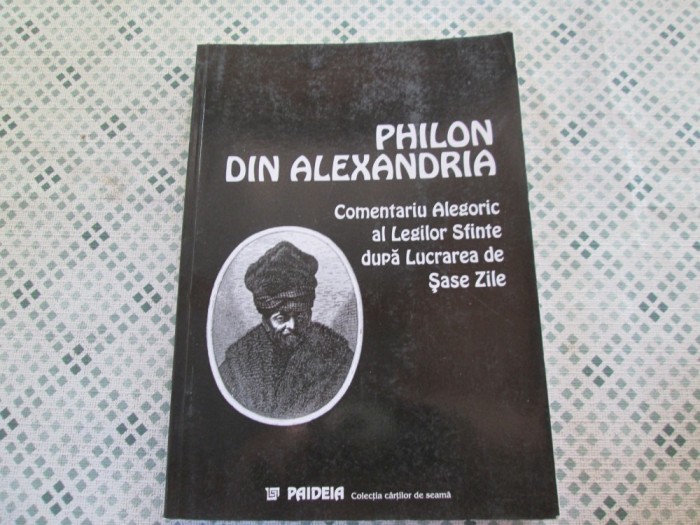 PHILON
DIN ALEXANDRIA
Comentariu Alegoric
al Legilor Sfinte
după Lucrarea de
Şase Zile
PAIDEIA Colecţia cărţilor de seamă